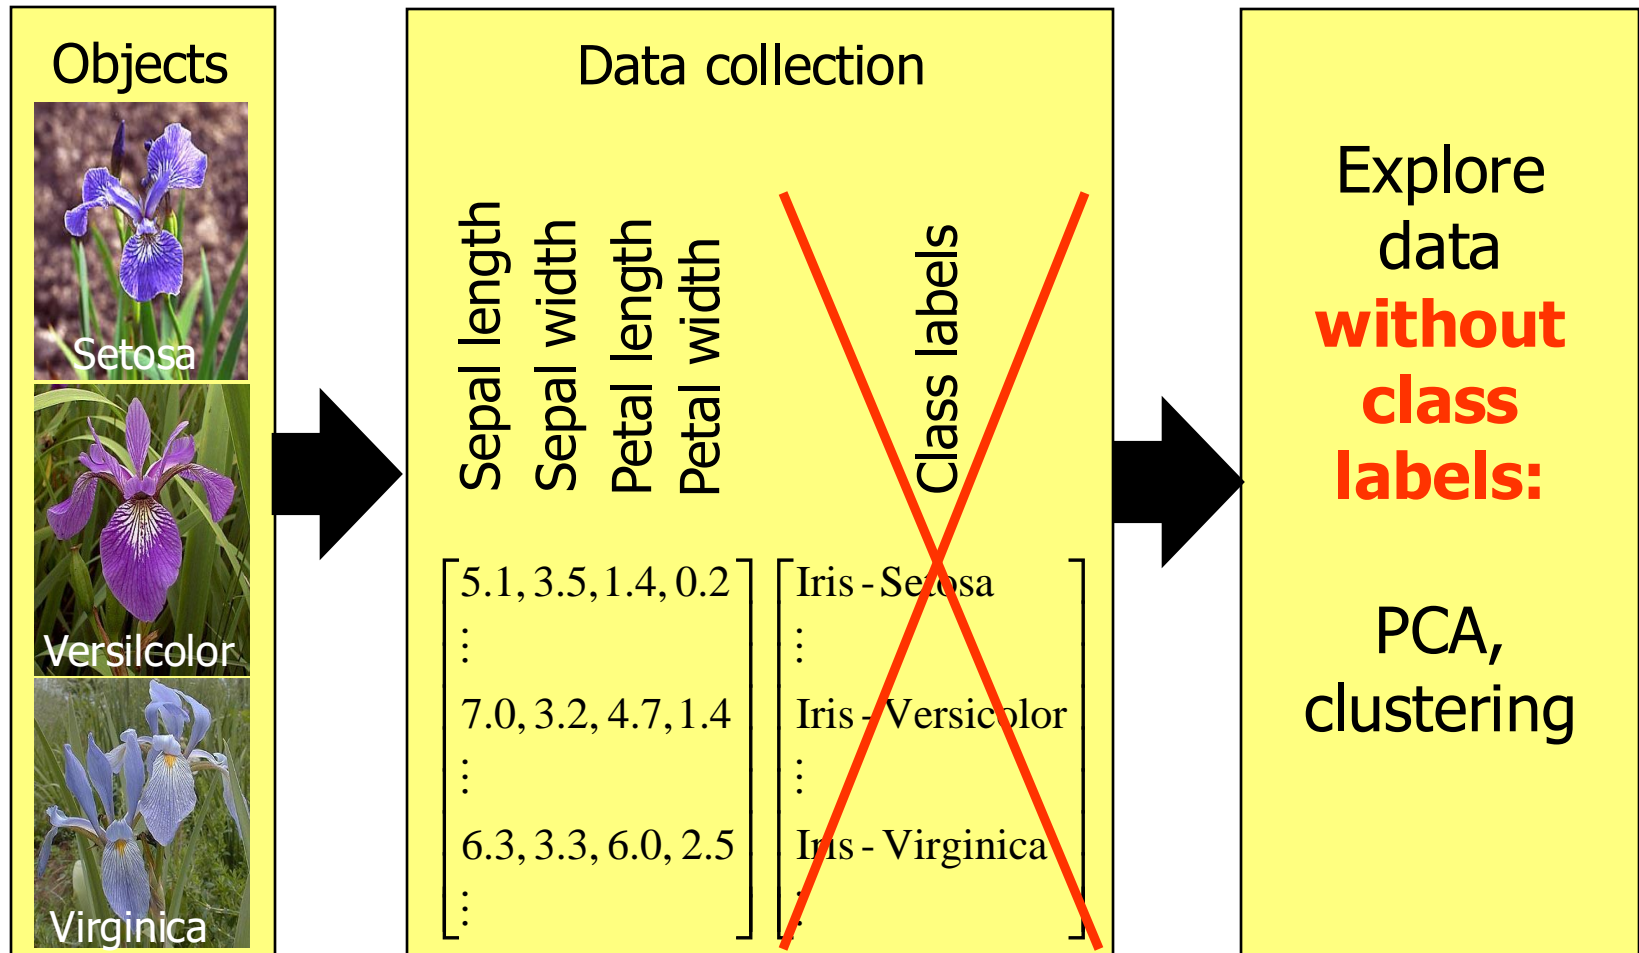 Objects
Setosa
Versilcolor
Virginica
Data collection
Sepal length
Sepal width
Petal length
Petal width
Class labels
5.1, 3.5, 1.4, 0.2
⋮
7.0, 3.2, 4.7, 1.4
⋮
6.3, 3.3, 6.0, 2.5
⋮
Iris - Setosa
⋮
Iris - Versicolor
⋮
Iris - Virginica
⋮
Explore
data
without
class
labels:
PCA,
clustering